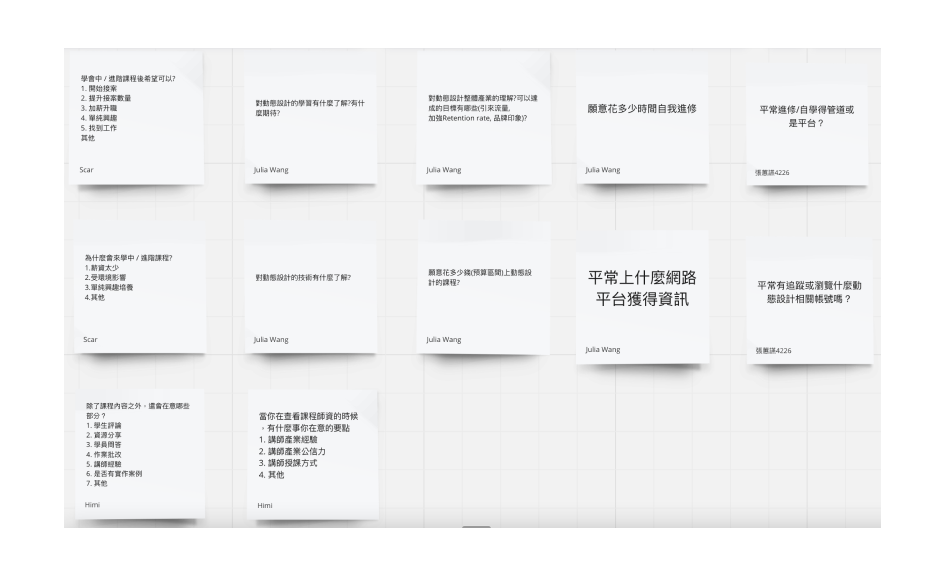 學會中 / 進階課程後希望可以?
1. 開始接案
2. 提升接案數量
3. 加薪升職
4. 單純興趣
5. 找到工作
其他
Scar
對動態設計的學習有什麼了解?有什
麼期待?
Julia Wang
對動態設計整體產業的理解?可以達
成的目標有哪些(引來流量,
加強Retention rate, 品牌印象)?
Julia Wang
願意花多少時間自我進修
Julia Wang
平常進修/自學得管道或
是平台？
張蕙諆4226
為什麼會來學中 / 進階課程?
1.薪資太少
2.受環境影響
3.單純興趣培養
4.其他
Scar
對動態設計的技術有什麼了解?
Julia Wang
願意花多少錢(預算區間)上動態設
計的課程?
Julia Wang
平常上什麼網路
平台獲得資訊
Julia Wang
平常有追蹤或瀏覽什麼動
態設計相關帳號嗎？
張蕙諆4226
除了課程內容之外，還會在意哪些
部分？
1. 學生評論
2. 資源分享
3. 學員問答
4. 作業批改
5. 講師經驗
6. 是否有實作案例
7. 其他
Himi
當你在查看課程師資的時候
，有什麼事你在意的要點
1. 講師產業經驗
2. 講師產業公信力
3. 講師授課方式
4. 其他
Himi